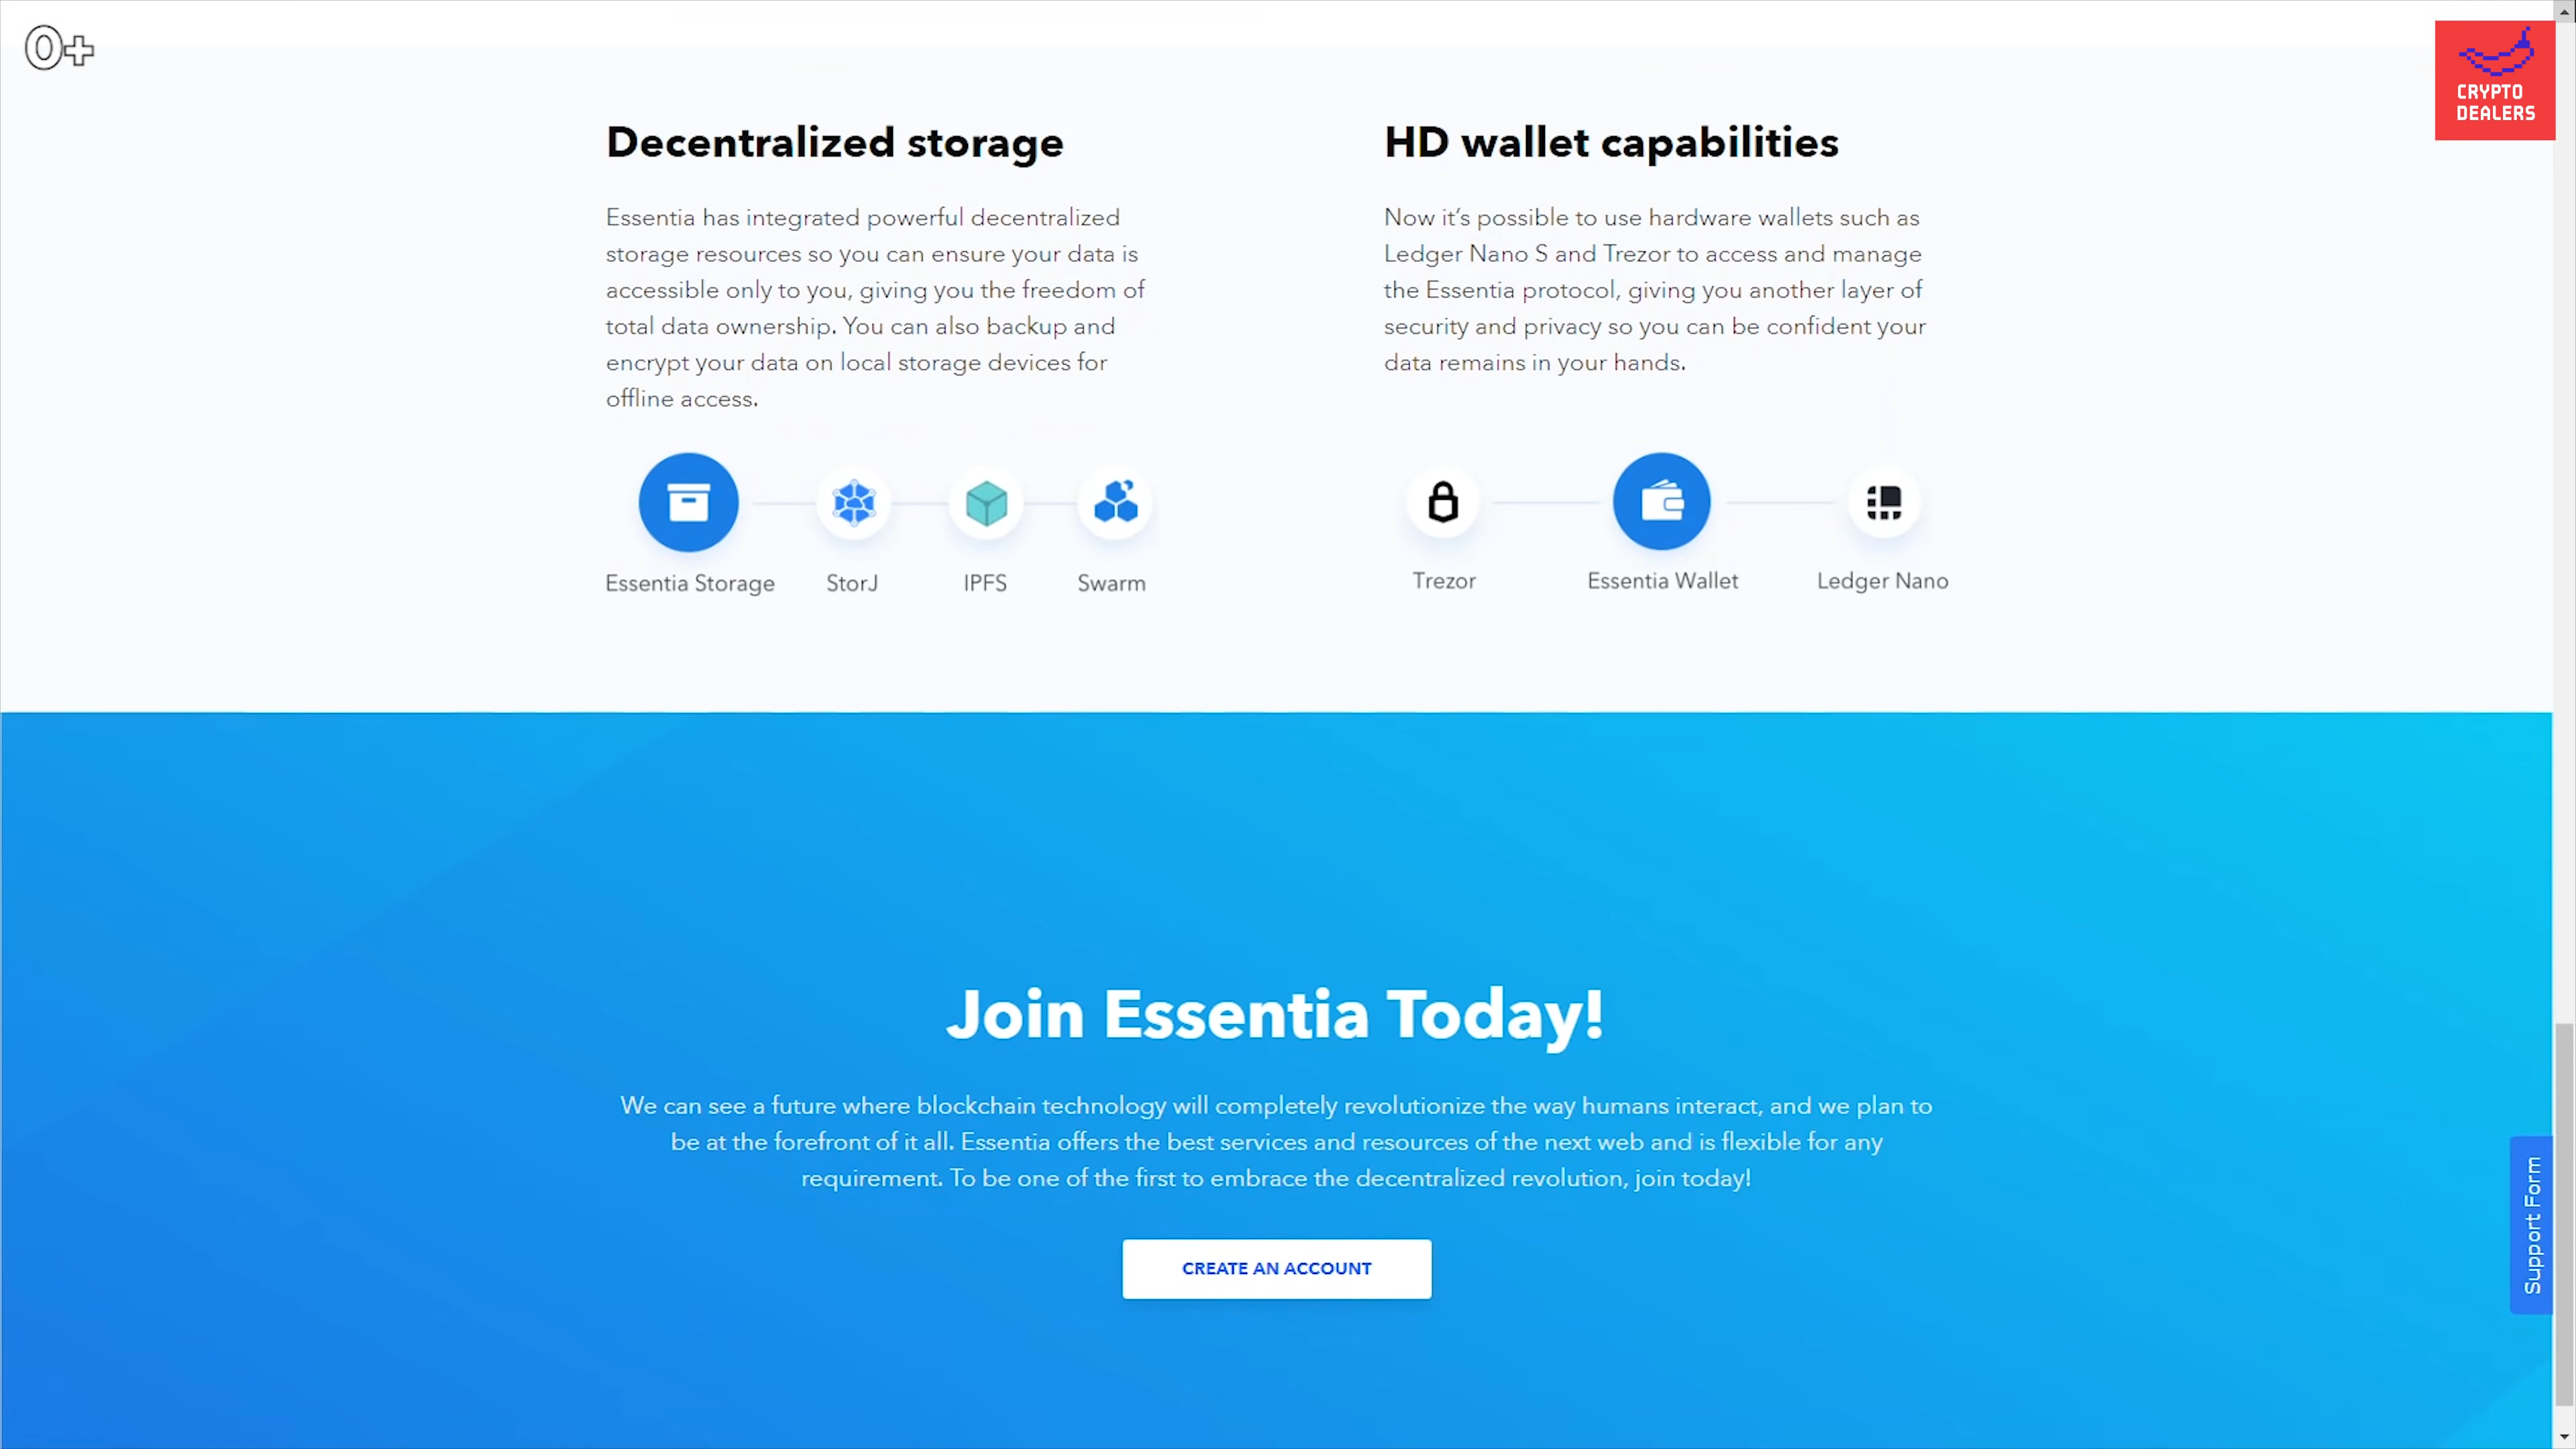 0+
CRYPTO
DEALERS
Decentralized storage
Essentia has integrated powerful decentralized
storage resources so you can ensure your data is
accessible only to you, giving you the freedom of
total data ownership. You can also backup and
encrypt your data on local storage devices for
offline access.
Essentia Storage
StorJ
IPFS
Swarm
HD wallet capabilities
Now it’s possible to use hardware wallets such as
Ledger Nano S and Trezor to access and manage
the Essentia protocol, giving you another layer of
security and privacy so you can be confident your
data remains in your hands.
Trezor
Essentia Wallet
Ledger Nano
Join Essentia Today!
We can see a future where blockchain technology will completely revolutionize the way humans interact, and we plan to
be at the forefront of it all. Essentia offers the best services and resources of the next web and is flexible for any
requirement. To be one of the first to embrace the decentralized revolution, join today!
CREATE AN ACCOUNT
Support Form